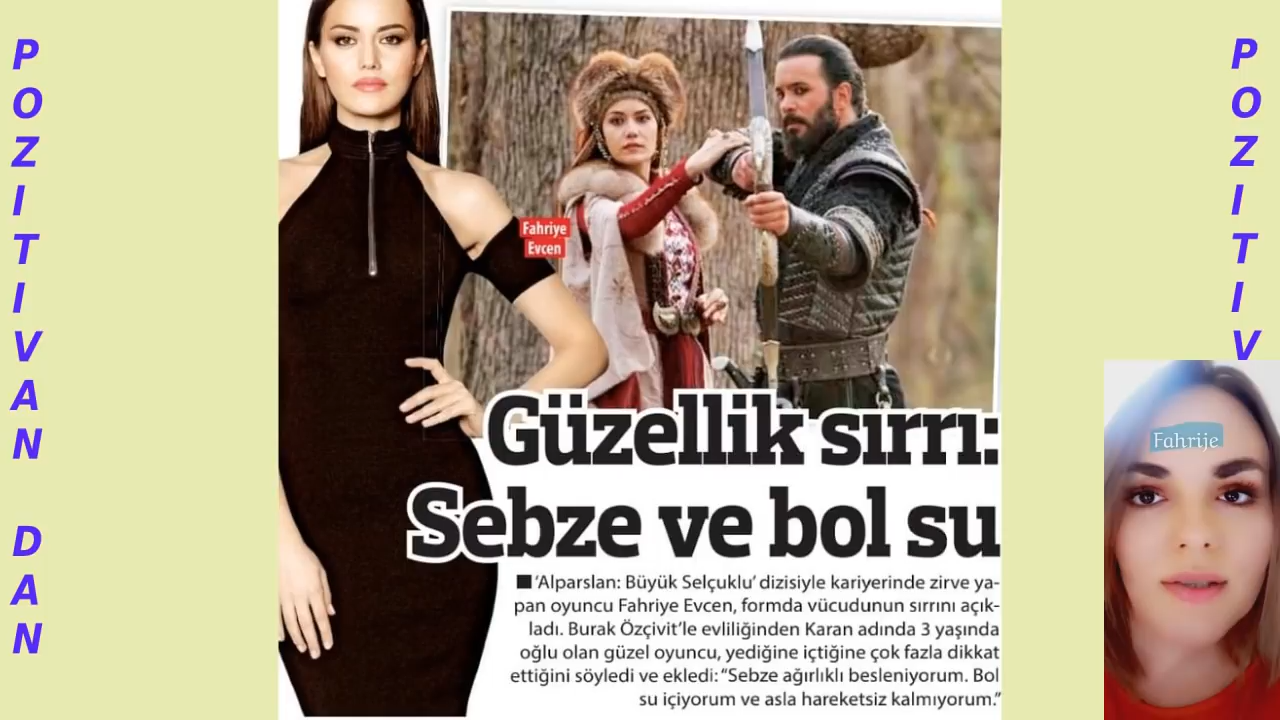 POZITIVAN DAN
Fahriye
Evcen
Güzellik sırrı:
Sebze ve bol su
■ ‘Alparslan: Büyük Selçuklu’ dizisiyle kariyerinde zirve ya-
pan oyuncu Fahriye Evcen, formda vücudunun sırrını açık-
ladı. Burak Özçivit’le evliliğinden Karan adında 3 yaşında
oğlu olan güzel oyuncu, yediğine içtiğine çok fazla dikkat
ettiğini söyledi ve ekledi: “Sebze ağırlıklı besleniyorum. Bol
su içiyorum ve asla hareketsiz kalmıyorum.”
POZITIV
Fahrije